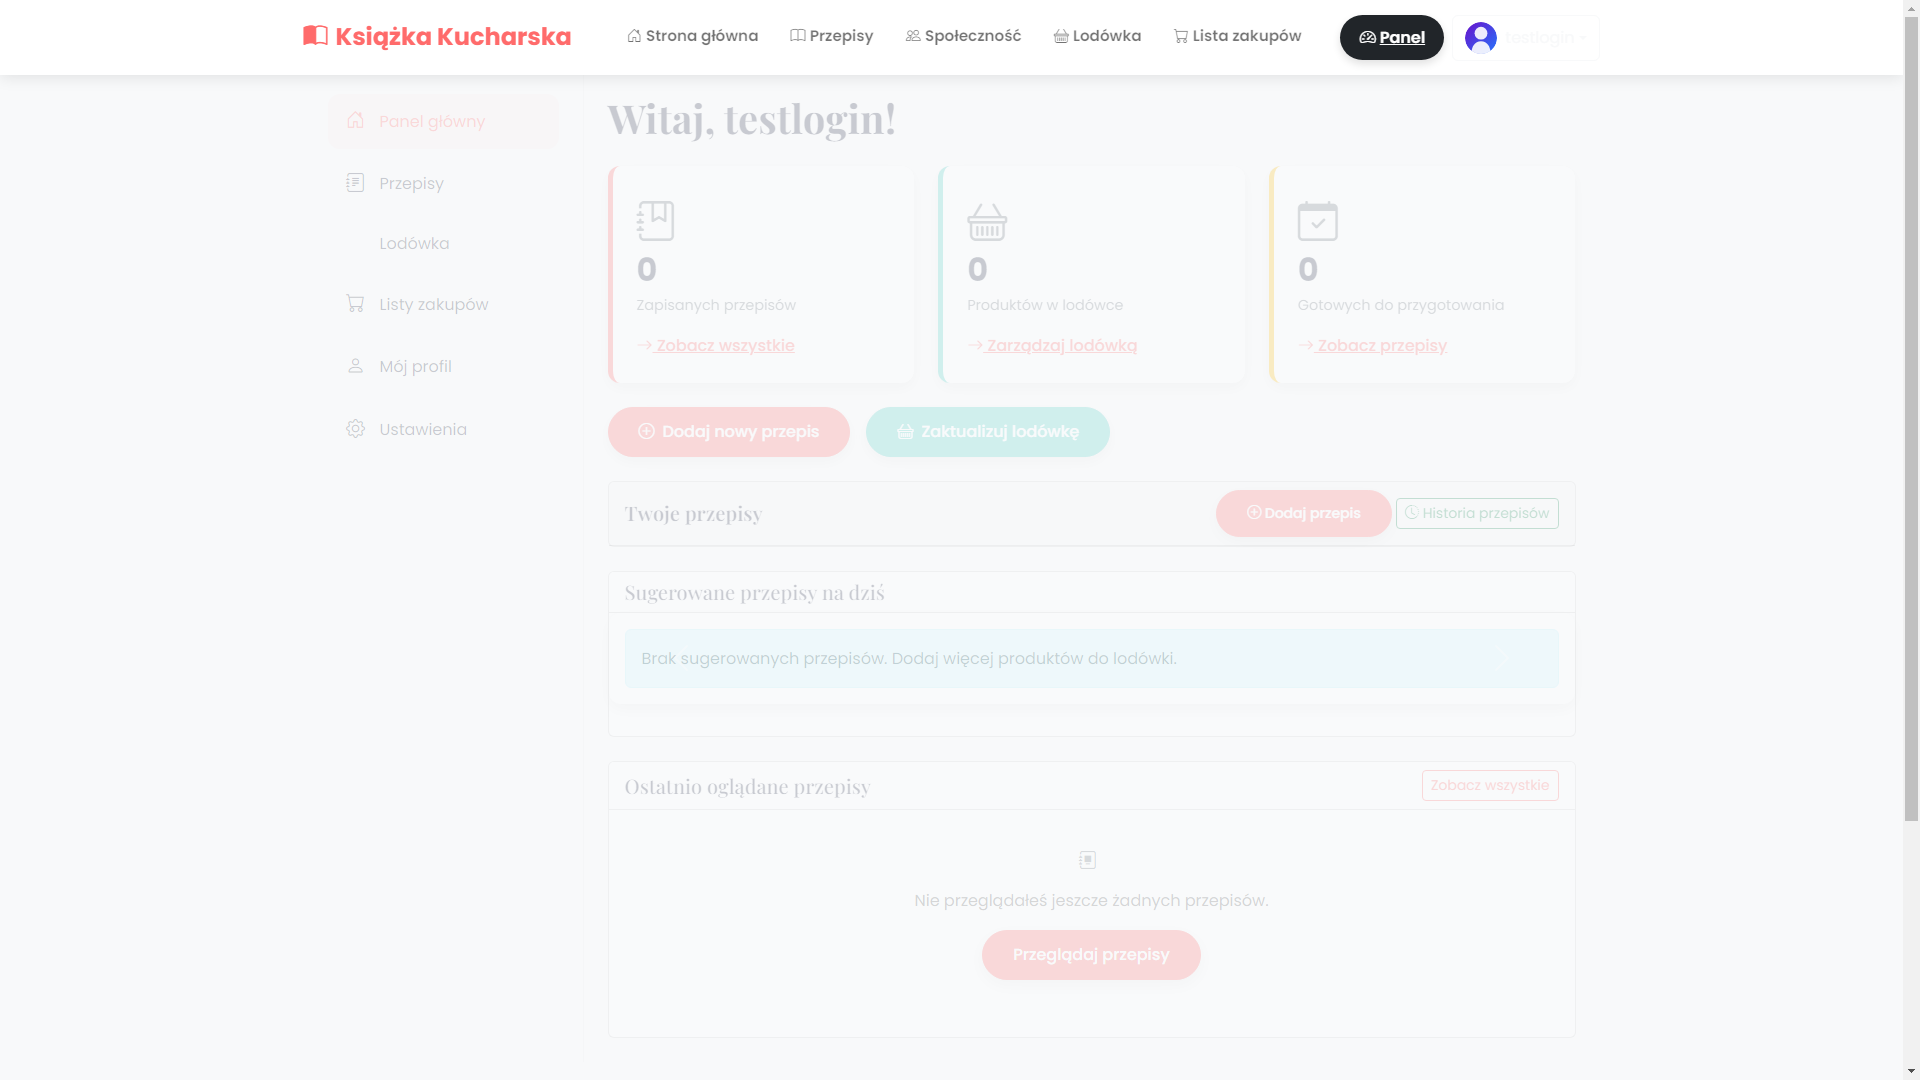 Książka Kucharska
Strona główna
Przepisy
Społeczność
Lodówka
Lista zakupów
Panel
testlogin
Panel główny
Przepisy
Lodówka
Listy zakupów
Mój profil
Ustawienia
Witaj, testlogin!
0
Zapisanych przepisów
Zobacz wszystkie
0
Produktów w lodówce
Zarządzaj lodówką
0
Gotowych do przygotowania
Zobacz przepisy
Dodaj nowy przepis
Zaktualizuj lodówkę
Twoje przepisy
Dodaj przepis
Historia przepisów
Sugerowane przepisy na dziś
Brak sugerowanych przepisów. Dodaj więcej produktów do lodówki.
Ostatnio oglądane przepisy
Zobacz wszystkie
Nie przeglądałeś jeszcze żadnych przepisów.
Przeglądaj przepisy